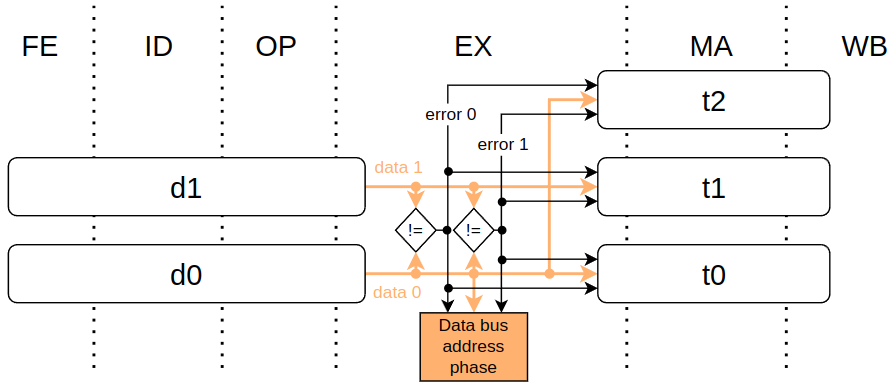 FE ID OP EX MA WB
t2
error 0
error 1
data 1
d1
t1
!= !=
d0
t0
data 0
Data bus
address
phase